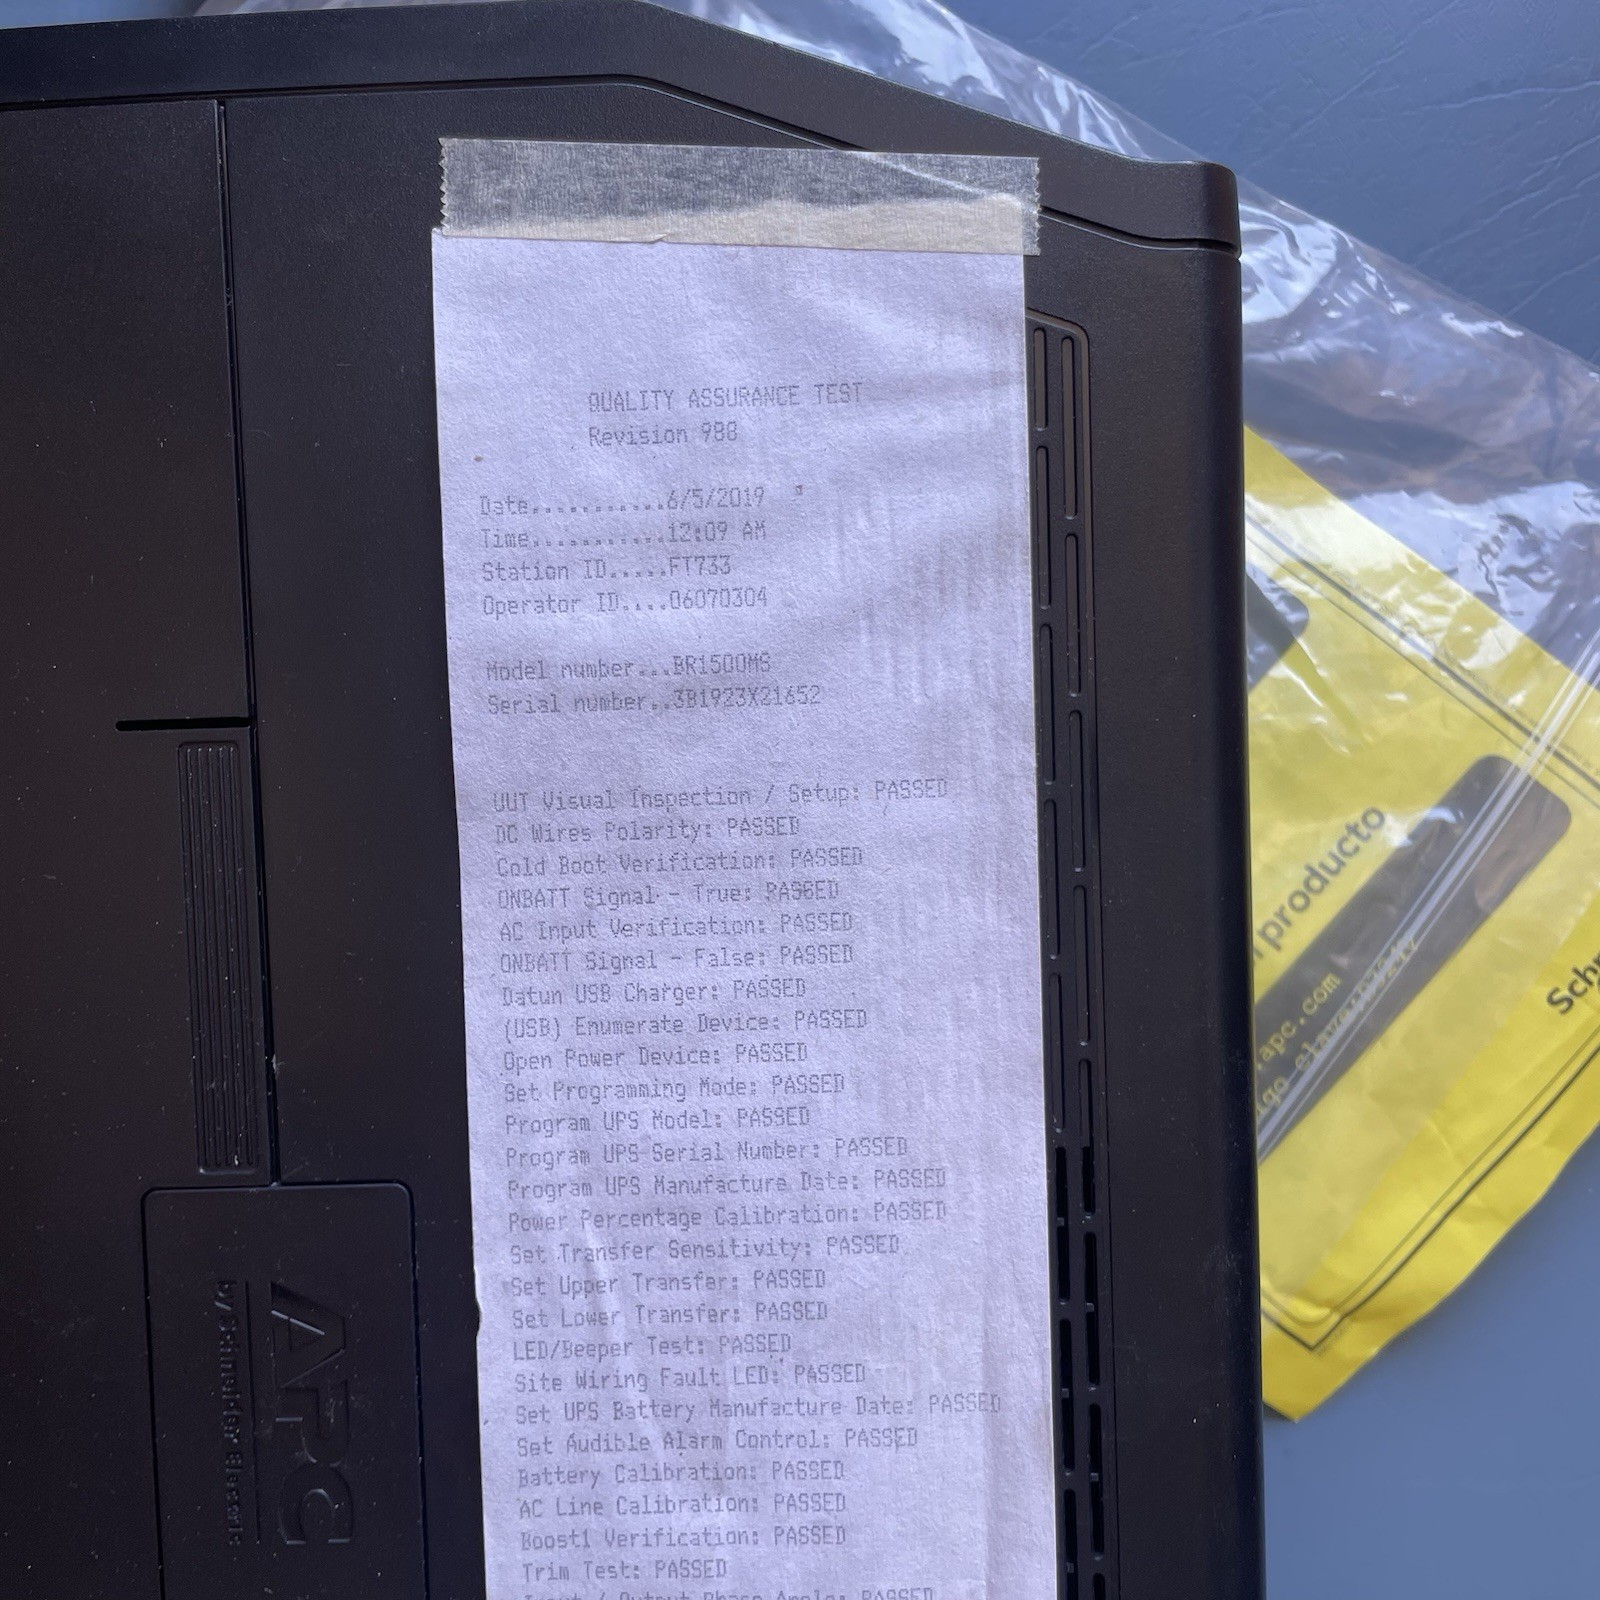 QUALITY ASSURANCE TEST
Revision 988
Date............6/5/2019
Time............12:09 AM
Station ID.....FT733
Operator ID....06070304
Model number...BR1500MS
Serial number..3B1923X21652
UUT Visual Inspection / Setup: PASSED
DC Wires Polarity: PASSED
Cold Boot Verification: PASSED
ONBATT Signal - True: PASSED
AC Input Verification: PASSED
ONBATT Signal - False: PASSED
Datun USB Charger: PASSED
(USB) Enumerate Device: PASSED
Open Power Device: PASSED
Set Programming Mode: PASSED
Program UPS Model: PASSED
Program UPS Serial Number: PASSED
Program UPS Manufacture Date: PASSED
Power Percentage Calibration: PASSED
Set Transfer Sensitivity: PASSED
Set Upper Transfer: PASSED
Set Lower Transfer: PASSED
LED/Beeper Test: PASSED
Site Wiring Fault LED: PASSED
Set UPS Battery Manufacture Date: PASSED
Set Audible Alarm Control: PASSED
Battery Calibration: PASSED
AC Line Calibration: PASSED
Boost1 Verification: PASSED
Trim Test: PASSED
Input / Output Phase Angle: PASSED
APC
by Schneider Electric
producto
.apc.com
Sch